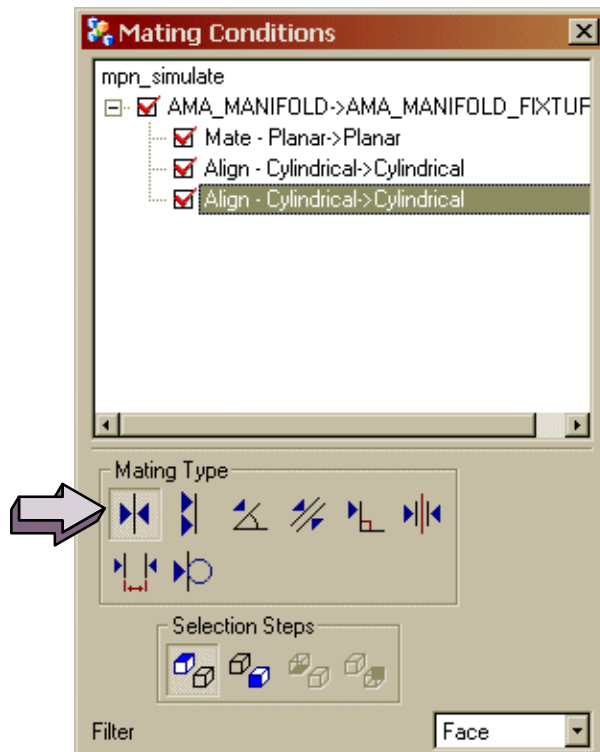 Mating Conditions
mpn_simulate
AMA_MANIFOLD->AMA_MANIFOLD_FIXTUF
Mate - Planar->Planar
Align - Cylindrical->Cylindrical
Align - Cylindrical->Cylindrical
Mating Type
Selection Steps
Filter Face